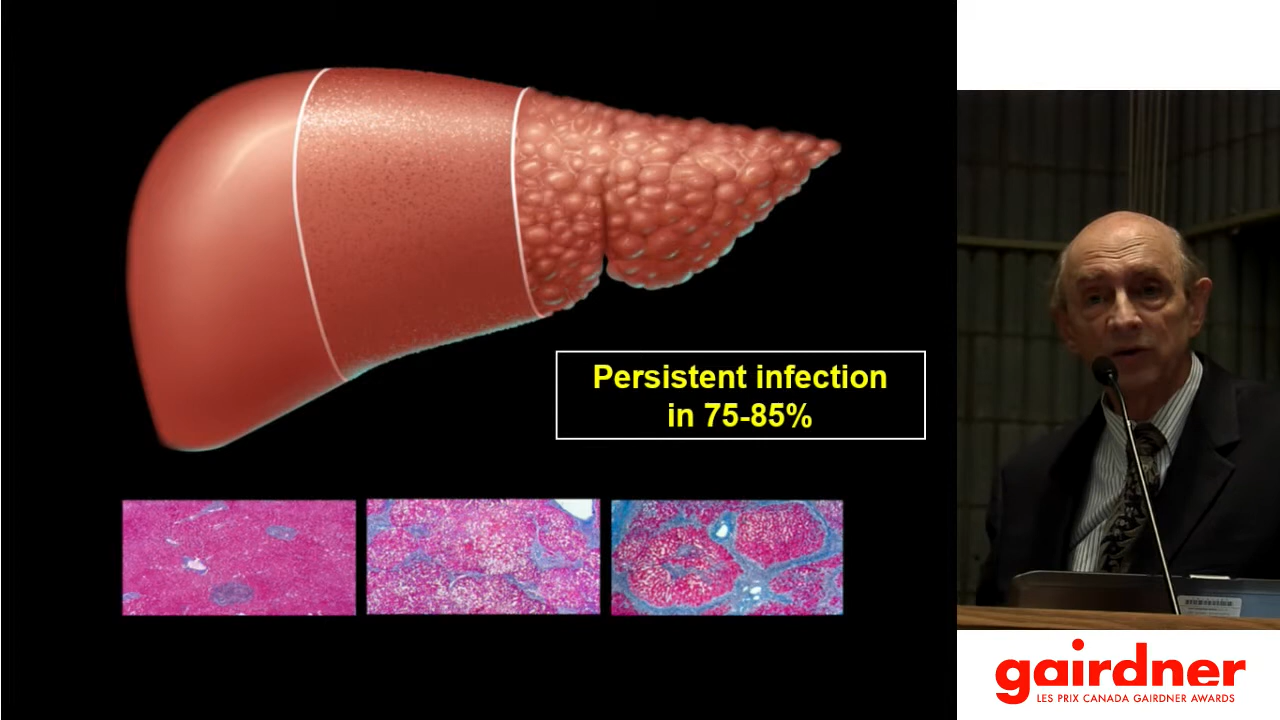 Persistent infection
in 75-85%
gairdner
LES PRIX CANADA GAIRDNER AWARDS